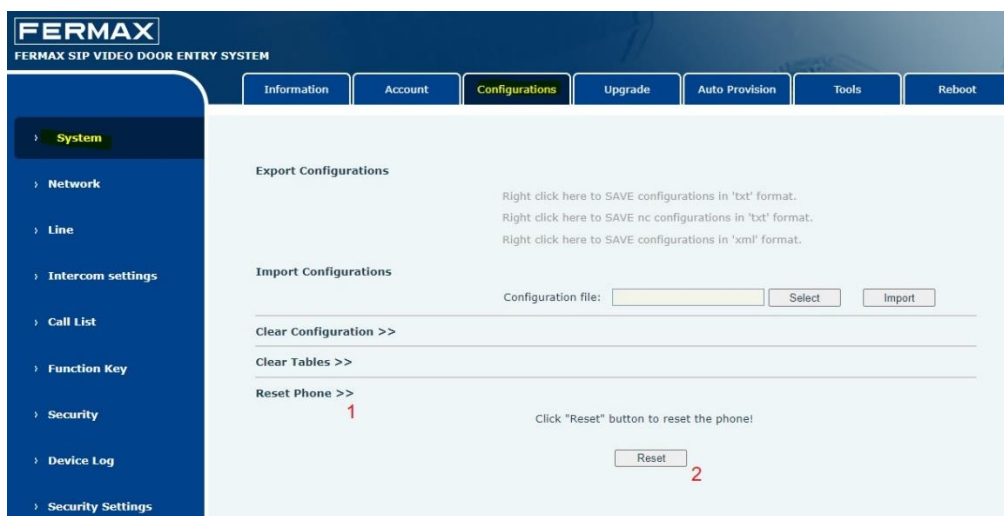 FERMAX
FERMAX SIP VIDEO DOOR ENTRY SYSTEM
Information Account Configurations Upgrade Auto Provision Tools Reboot
› System
› Network
› Line
› Intercom settings
› Call List
› Function Key
› Security
› Device Log
› Security Settings
Export Configurations
Right click here to SAVE configurations in 'txt' format.
Right click here to SAVE nc configurations in 'txt' format.
Right click here to SAVE configurations in 'xml' format.
Import Configurations
Configuration file: Select Import
Clear Configuration >>
Clear Tables >>
Reset Phone >>
1
Click "Reset" button to reset the phone!
Reset
2